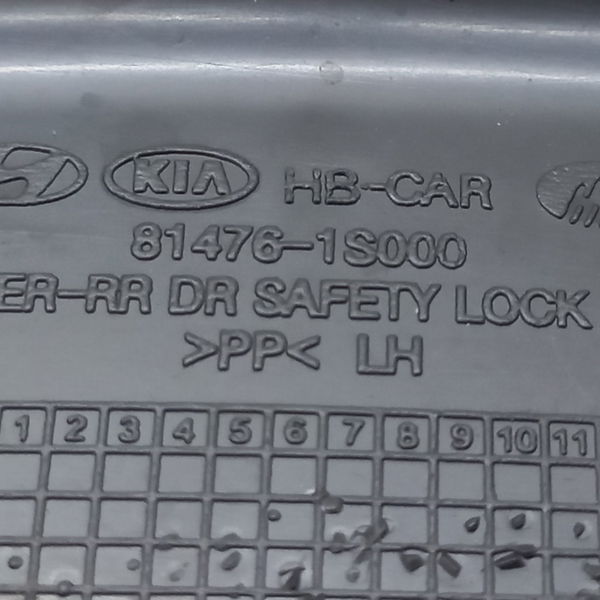 KIA HB-CAR
81476-1S000
ER-RR DR SAFETY LOCK
>PP< LH
1 2 3 4 5 6 7 8 9 10 11